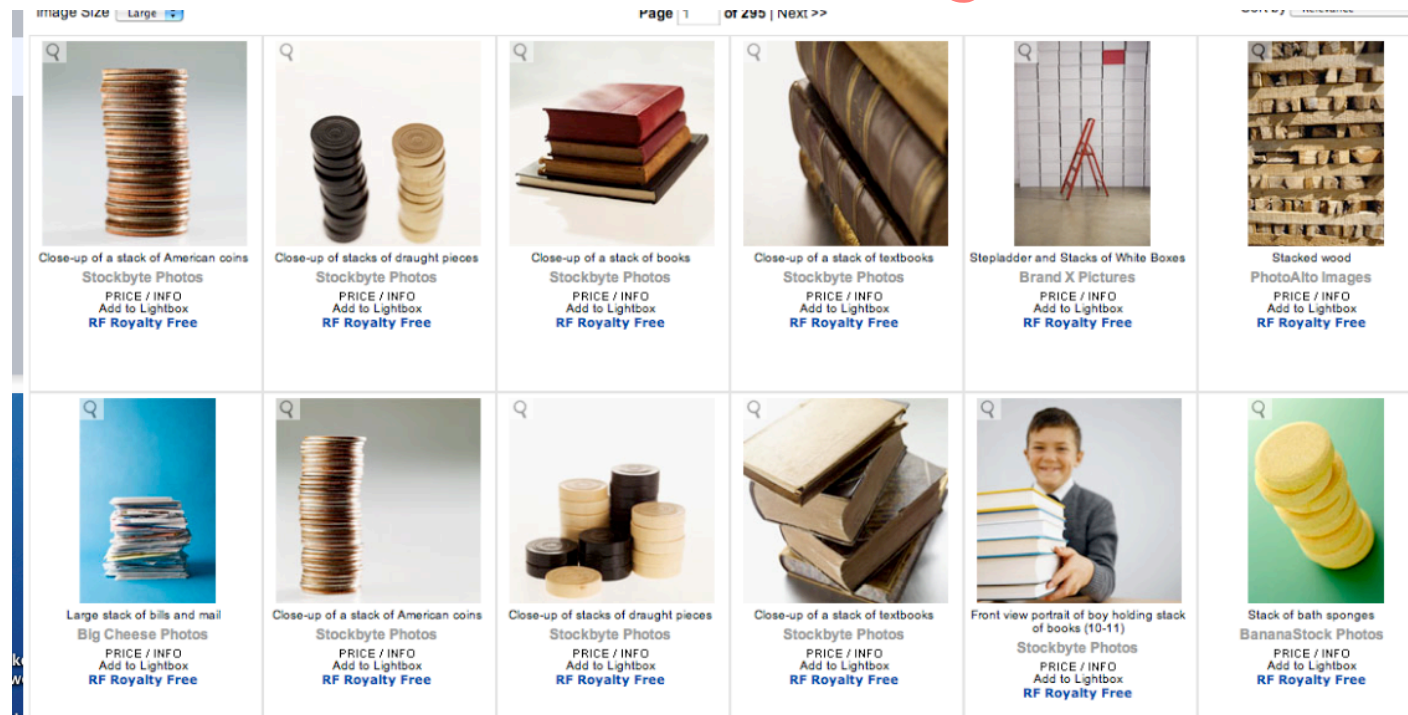 Image Size Large
Page 1 of 295 | Next >>
Sort by Relevance
Close-up of a stack of American coins
Stockbyte Photos
PRICE / INFO
Add to Lightbox
RF Royalty Free
Close-up of stacks of draught pieces
Stockbyte Photos
PRICE / INFO
Add to Lightbox
RF Royalty Free
Close-up of a stack of books
Stockbyte Photos
PRICE / INFO
Add to Lightbox
RF Royalty Free
Close-up of a stack of textbooks
Stockbyte Photos
PRICE / INFO
Add to Lightbox
RF Royalty Free
Stepladder and Stacks of White Boxes
Brand X Pictures
PRICE / INFO
Add to Lightbox
RF Royalty Free
Stacked wood
PhotoAlto Images
PRICE / INFO
Add to Lightbox
RF Royalty Free
Large stack of bills and mail
Big Cheese Photos
PRICE / INFO
Add to Lightbox
RF Royalty Free
Close-up of a stack of American coins
Stockbyte Photos
PRICE / INFO
Add to Lightbox
RF Royalty Free
Close-up of stacks of draught pieces
Stockbyte Photos
PRICE / INFO
Add to Lightbox
RF Royalty Free
Close-up of a stack of textbooks
Stockbyte Photos
PRICE / INFO
Add to Lightbox
RF Royalty Free
Front view portrait of boy holding stack
of books (10-11)
Stockbyte Photos
PRICE / INFO
Add to Lightbox
RF Royalty Free
Stack of bath sponges
BananaStock Photos
PRICE / INFO
Add to Lightbox
RF Royalty Free